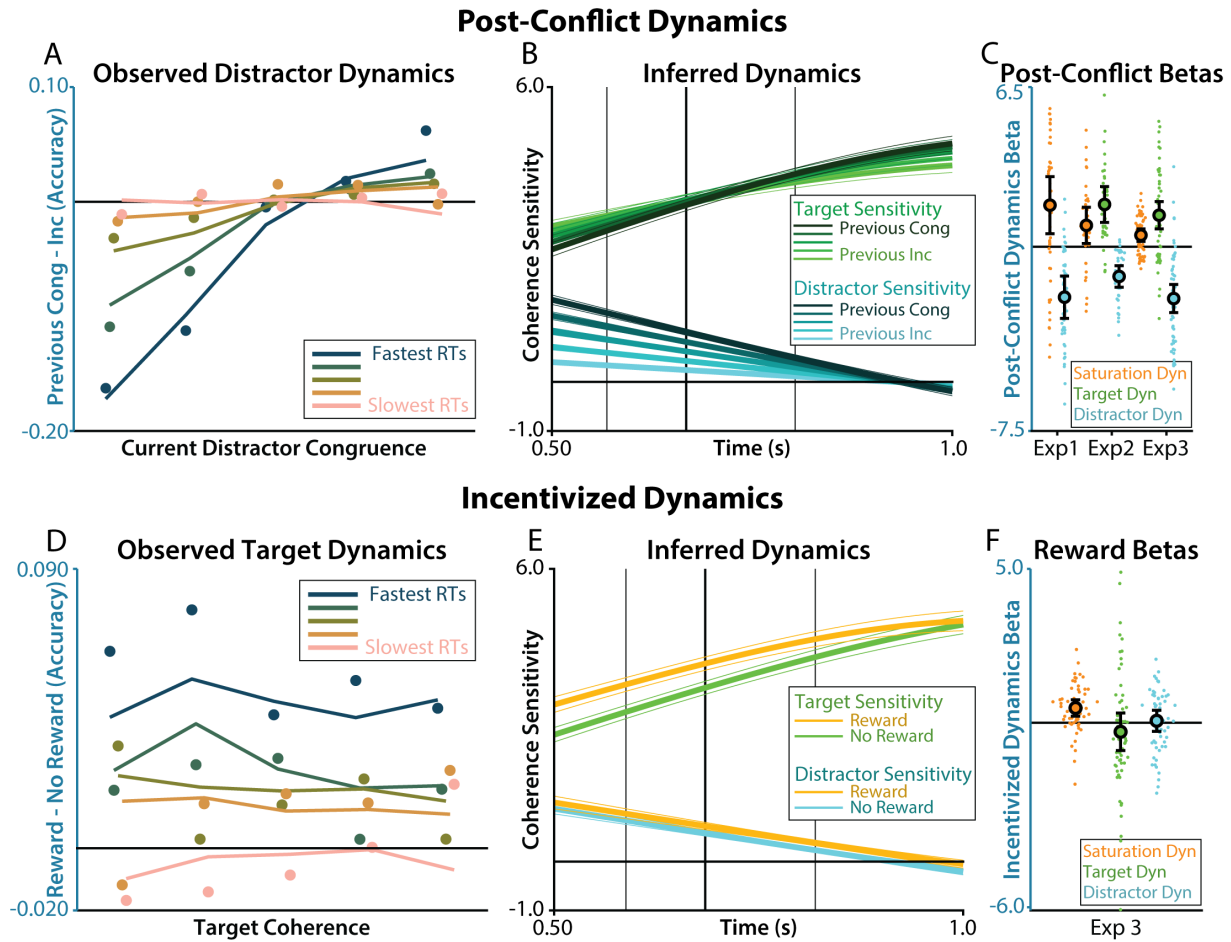 Post-Conflict Dynamics
A
Observed Distractor Dynamics
0.10
Previous Cong - Inc (Accuracy)
-0.20
Fastest RTs
Slowest RTs
Current Distractor Congruence
B
Inferred Dynamics
6.0
Coherence Sensitivity
-1.0
Target Sensitivity
Previous Cong
Previous Inc
Distractor Sensitivity
Previous Cong
Previous Inc
0.50
Time (s)
1.0
C
Post-Conflict Betas
6.5
Post-Conflict Dynamics Beta
-7.5
Saturation Dyn
Target Dyn
Distractor Dyn
Exp1 Exp2 Exp3
Incentivized Dynamics
D
Observed Target Dynamics
0.090
Reward - No Reward (Accuracy)
-0.020
Fastest RTs
Slowest RTs
Target Coherence
E
Inferred Dynamics
6.0
Coherence Sensitivity
-1.0
Target Sensitivity
Reward
No Reward
Distractor Sensitivity
Reward
No Reward
0.50
Time (s)
1.0
F
Reward Betas
5.0
Incentivized Dynamics Beta
-6.0
Saturation Dyn
Target Dyn
Distractor Dyn
Exp 3